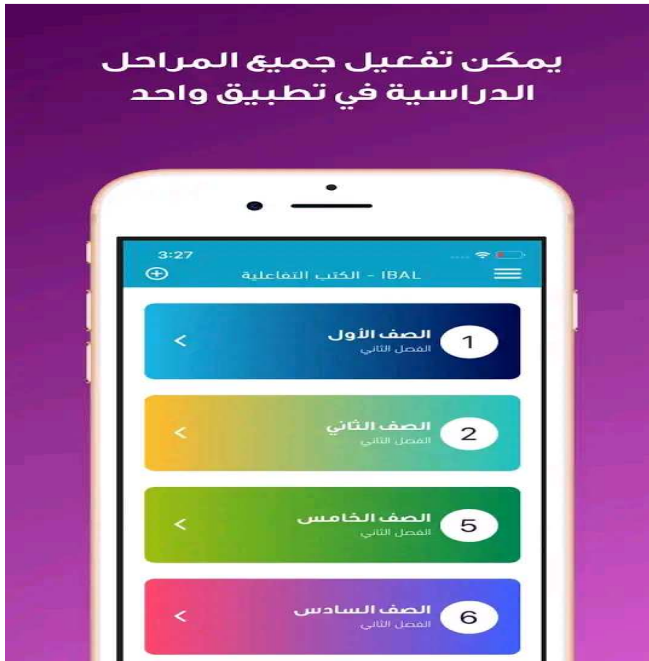 يمكن تفعيل جميع المراحل
الدراسية في تطبيق واحد
3:27
IBAL - الكتب التفاعلية
1
الصف الأول
الفصل الثاني
2
الصف الثاني
الفصل الثاني
5
الصف الخامس
الفصل الثاني
6
الصف السادس
الفصل الثاني